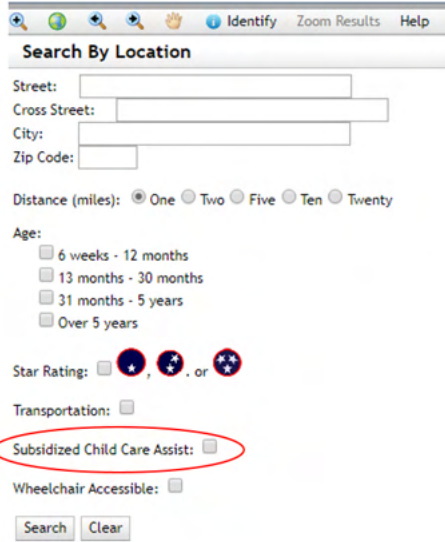 Identify Zoom Results Help
Search By Location
Street:
Cross Street:
City:
Zip Code:
Distance (miles): One Two Five Ten Twenty
Age:
6 weeks - 12 months
13 months - 30 months
31 months - 5 years
Over 5 years
Star Rating: , . or
Transportation:
Subsidized Child Care Assist:
Wheelchair Accessible:
Search Clear